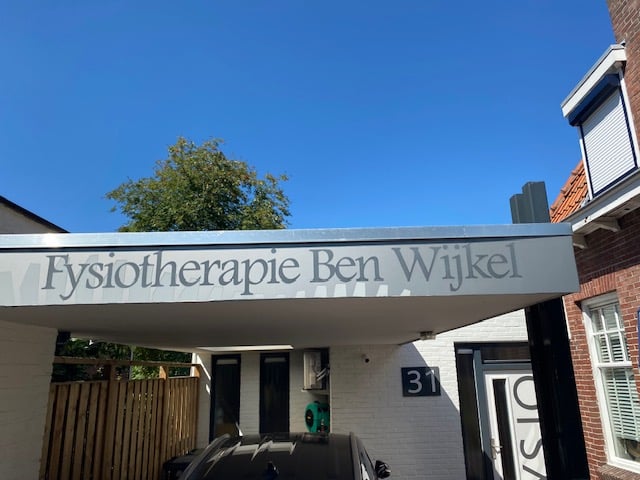 Fysiotherapie Ben Wijkel
31